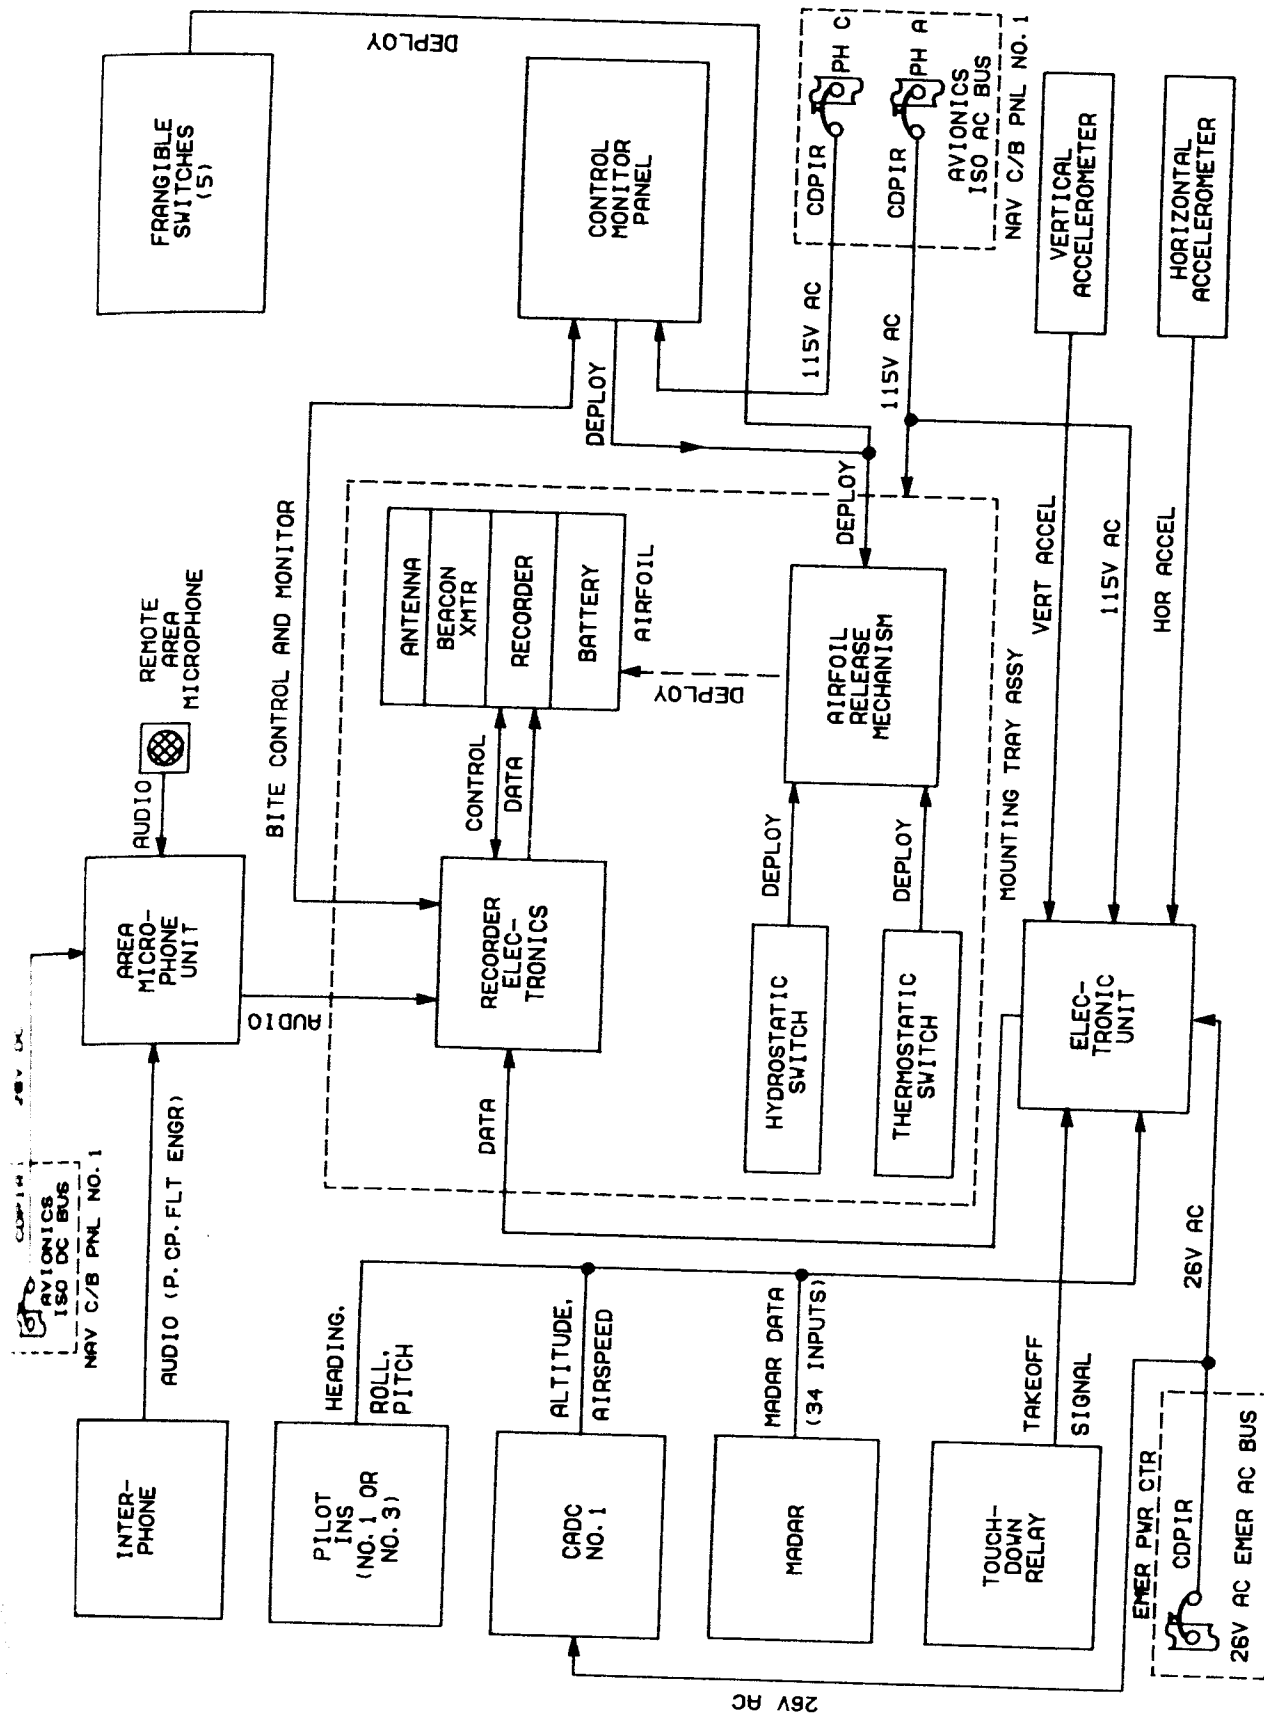 CDPIR
AVIONICS
ISO DC BUS
NAV C/B PNL NO. 1
28V DC
INTER-
PHONE
AUDIO (P. CP. FLT ENGR)
AREA
MICRO-
PHONE
UNIT
AUDIO
REMOTE
AREA
MICROPHONE
AUDIO
FRANGIBLE
SWITCHES
(5)
DEPLOY
PILOT
INS
(NO. 1 OR
NO. 3)
HEADING,
ROLL,
PITCH
BITE CONTROL AND MONITOR
CADC
NO. 1
ALTITUDE,
AIRSPEED
DATA
RECORDER
ELEC-
TRONICS
CONTROL
DATA
ANTENNA
BEACON
XMTR
RECORDER
BATTERY
AIRFOIL
DEPLOY
CONTROL
MONITOR
PANEL
DEPLOY
MADAR
MADAR DATA
(34 INPUTS)
HYDROSTATIC
SWITCH
DEPLOY
THERMOSTATIC
SWITCH
DEPLOY
AIRFOIL
RELEASE
MECHANISM
DEPLOY
MOUNTING TRAY ASSY
115V AC
CDPIR
PH C
115V AC
CDPIR
PH A
AVIONICS
ISO AC BUS
NAV C/B PNL NO. 1
TOUCH-
DOWN
RELAY
TAKEOFF
SIGNAL
ELEC-
TRONIC
UNIT
VERT ACCEL
VERTICAL
ACCELEROMETER
115V AC
HOR ACCEL
HORIZONTAL
ACCELEROMETER
26V AC
EMER PWR CTR
CDPIR
26V AC EMER AC BUS
26V AC